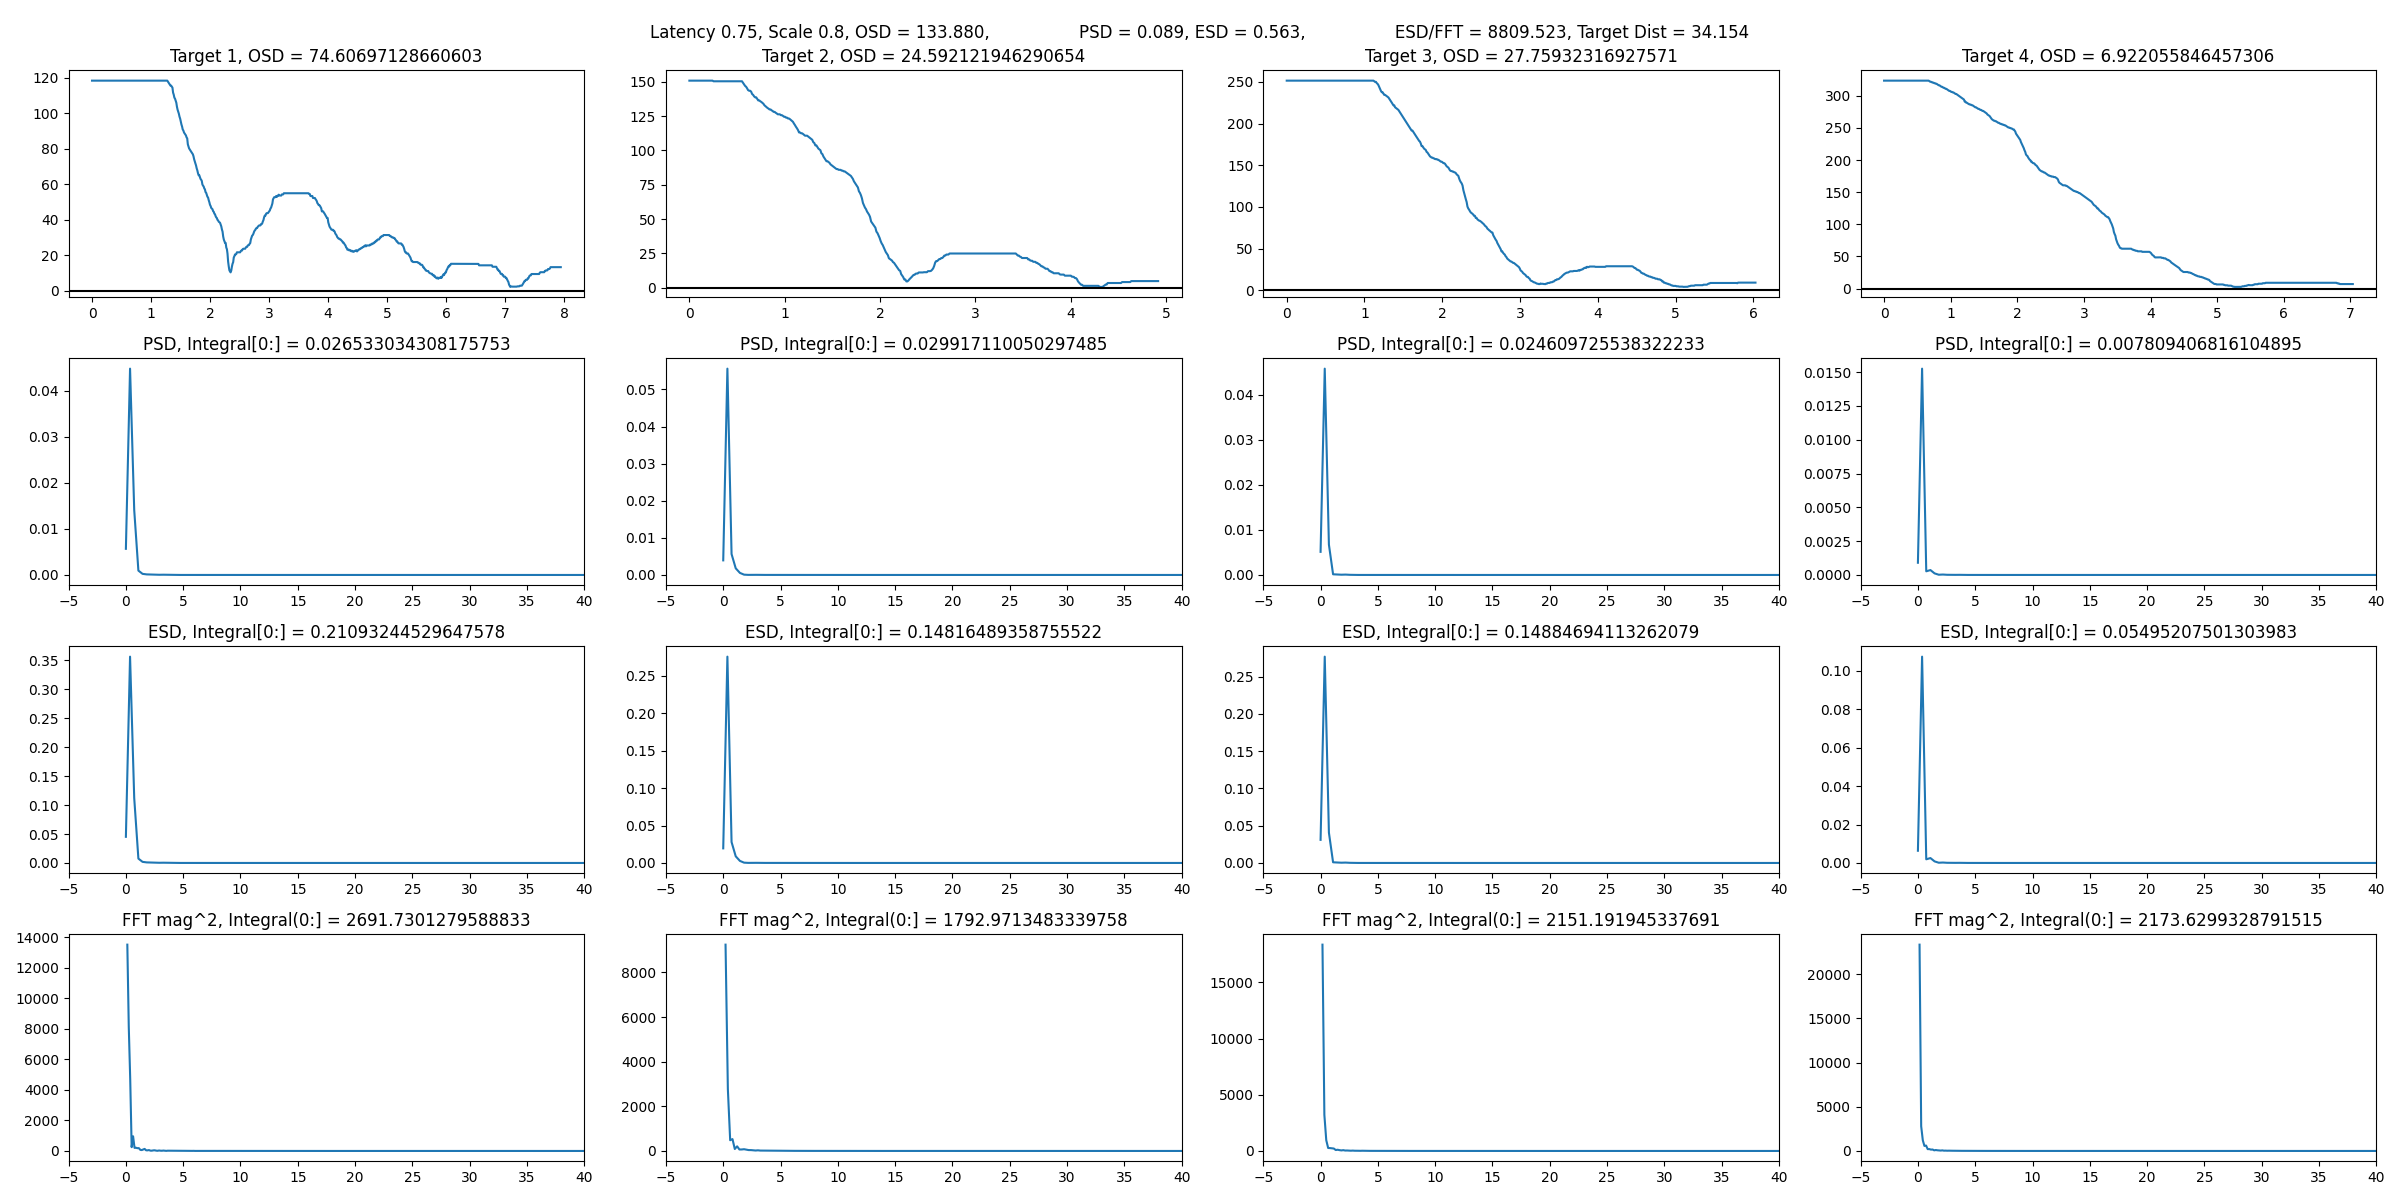 Latency 0.75, Scale 0.8, OSD = 133.880, PSD = 0.089, ESD = 0.563, ESD/FFT = 8809.523, Target Dist = 34.154
Target 1, OSD = 74.60697128660603
120
100
80
60
40
20
0
0 1 2 3 4 5 6 7 8
Target 2, OSD = 24.592121946290654
150
125
100
75
50
25
0
0 1 2 3 4 5
Target 3, OSD = 27.75932316927571
250
200
150
100
50
0
0 1 2 3 4 5 6
Target 4, OSD = 6.922055846457306
300
250
200
150
100
50
0
0 1 2 3 4 5 6 7
PSD, Integral[0:] = 0.026533034308175753
0.04
0.03
0.02
0.01
0.00
−5 0 5 10 15 20 25 30 35 40
PSD, Integral[0:] = 0.029917110050297485
0.05
0.04
0.03
0.02
0.01
0.00
−5 0 5 10 15 20 25 30 35 40
PSD, Integral[0:] = 0.024609725538322233
0.04
0.03
0.02
0.01
0.00
−5 0 5 10 15 20 25 30 35 40
PSD, Integral[0:] = 0.007809406816104895
0.0150
0.0125
0.0100
0.0075
0.0050
0.0025
0.0000
−5 0 5 10 15 20 25 30 35 40
ESD, Integral[0:] = 0.21093244529647578
0.35
0.30
0.25
0.20
0.15
0.10
0.05
0.00
−5 0 5 10 15 20 25 30 35 40
ESD, Integral[0:] = 0.14816489358755522
0.25
0.20
0.15
0.10
0.05
0.00
−5 0 5 10 15 20 25 30 35 40
ESD, Integral[0:] = 0.14884694113262079
0.25
0.20
0.15
0.10
0.05
0.00
−5 0 5 10 15 20 25 30 35 40
ESD, Integral[0:] = 0.05495207501303983
0.10
0.08
0.06
0.04
0.02
0.00
−5 0 5 10 15 20 25 30 35 40
FFT mag^2, Integral(0:] = 2691.7301279588833
14000
12000
10000
8000
6000
4000
2000
0
−5 0 5 10 15 20 25 30 35 40
FFT mag^2, Integral(0:] = 1792.9713483339758
8000
6000
4000
2000
0
−5 0 5 10 15 20 25 30 35 40
FFT mag^2, Integral(0:] = 2151.191945337691
15000
10000
5000
0
−5 0 5 10 15 20 25 30 35 40
FFT mag^2, Integral(0:] = 2173.6299328791515
20000
15000
10000
5000
0
−5 0 5 10 15 20 25 30 35 40